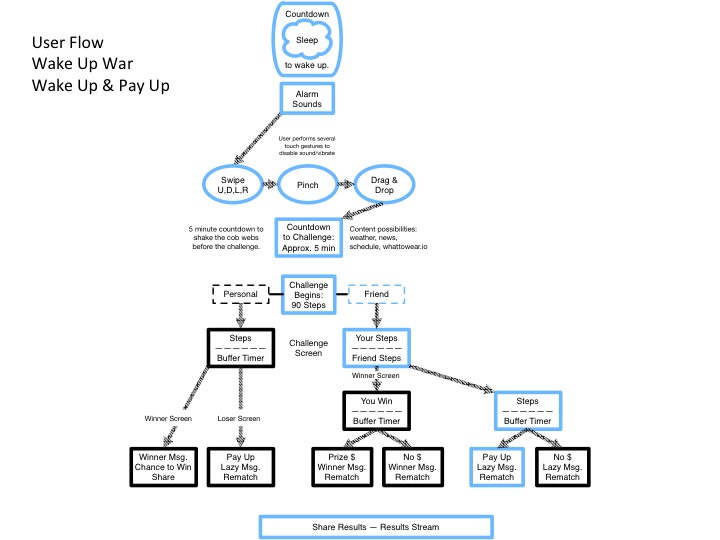 User Flow
Wake Up War
Wake Up & Pay Up
Countdown
Sleep
to wake up.
Alarm
Sounds
User performs several
touch gestures to
disable sound/vibrate
Swipe
U,D,L,R
Pinch
Drag &
Drop
5 minute countdown to
shake the cob webs
before the challenge.
Countdown
to Challenge:
Approx. 5 min
Content possibilities:
weather, news,
schedule, whattowear.io
Personal
Challenge
Begins:
90 Steps
Friend
Steps
——————
Buffer Timer
Challenge
Screen
Your Steps
——————
Friend Steps
Winner Screen
You Win
——————
Buffer Timer
Steps
——————
Buffer Timer
Winner Screen
Loser Screen
Winner Msg.
Chance to Win
Share
Pay Up
Lazy Msg.
Rematch
Prize $
Winner Msg.
Rematch
No $
Winner Msg.
Rematch
Pay Up
Lazy Msg.
Rematch
No $
Lazy Msg.
Rematch
Share Results — Results Stream